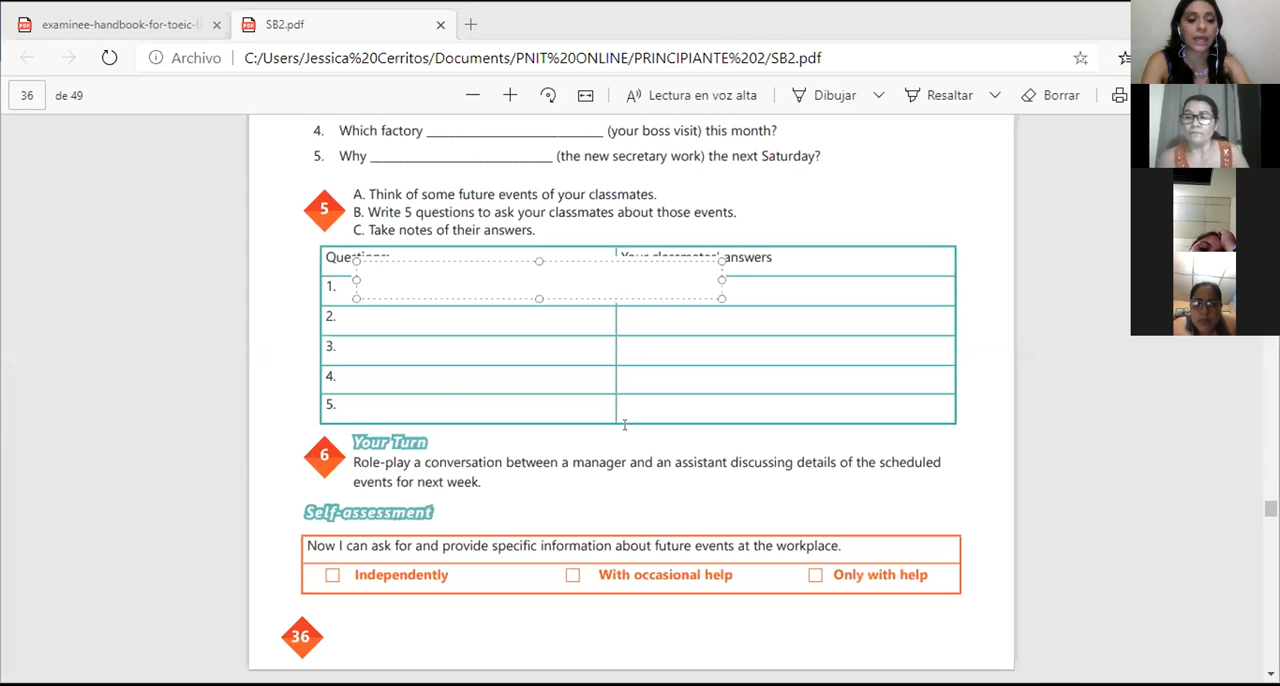 examinee-handbook-for-toeic-l
SB2.pdf
Archivo
C:/Users/Jessica%20Cerritos/Documents/PNIT%20ONLINE/PRINCIPIANTE%202/SB2.pdf
36 de 49
Lectura en voz alta
Dibujar
Resaltar
Borrar
4. Which factory ____________________________ (your boss visit) this month?
5. Why _____________________________ (the new secretary work) the next Saturday?
5
A. Think of some future events of your classmates.
B. Write 5 questions to ask your classmates about those events.
C. Take notes of their answers.
answers
1.
2.
3.
4.
5.
6
Your Turn
Role-play a conversation between a manager and an assistant discussing details of the scheduled
events for next week.
Self-assessment
Now I can ask for and provide specific information about future events at the workplace.
Independently
With occasional help
Only with help
36